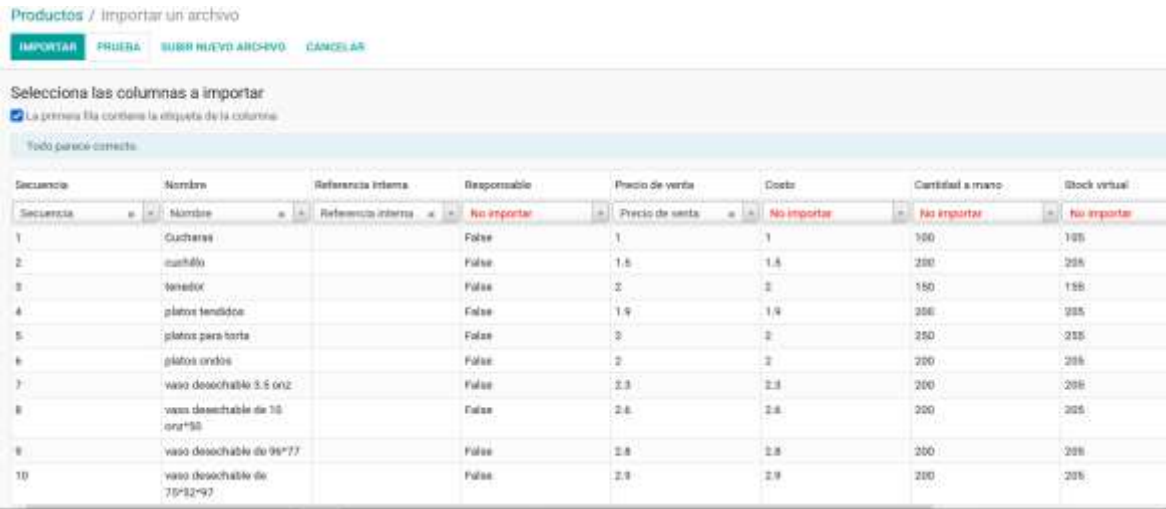 Productos / Importar un archivo
IMPORTAR PRUEBA SUBIR NUEVO ARCHIVO CANCELAR
Selecciona las columnas a importar
La primera fila contiene la etiqueta de la columna
Todo parece correcto.
Secuencia Nombre Referencia Interna Responsable Precio de venta Costo Cantidad a mano Stock virtual
Secuencia Nombre Referencia interna No importar Precio de venta No importar No importar No importar
1 Cucharas False 1 1 100 105
2 cuchillo False 1.5 1.5 200 205
3 tenedor False 2 2 150 155
4 platos tendidos False 1.9 1.9 200 205
5 platos para torta False 2 2 250 255
6 platos ondos False 2 2 200 205
7 vaso desechable 5.5 onz False 2.3 2.3 200 205
8 vaso desechable de 10 False 2.6 2.6 200 205
onz*50
9 vaso desechable de 96*77 False 2.8 2.8 200 205
10 vaso desechable de False 2.9 2.9 200 205
75*52*97